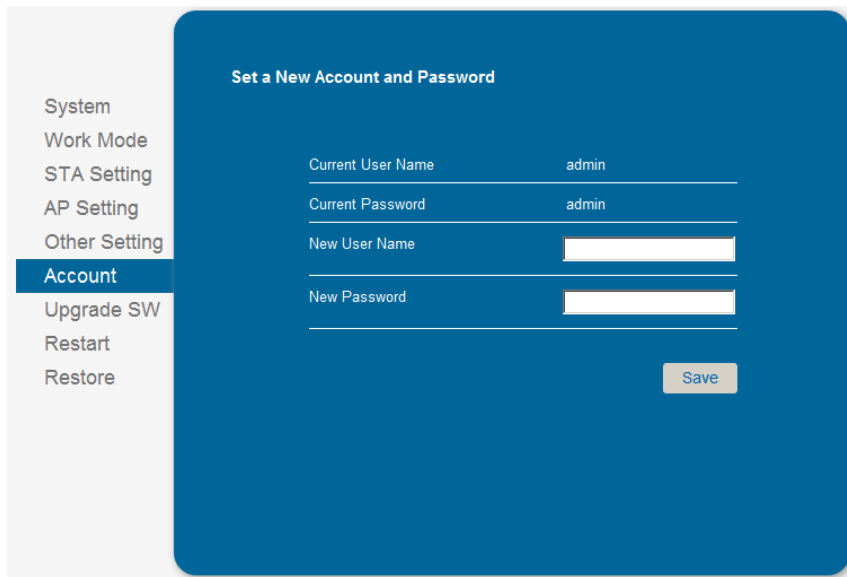 System
Work Mode
STA Setting
AP Setting
Other Setting
Account
Upgrade SW
Restart
Restore
Set a New Account and Password
Current User Name admin
Current Password admin
New User Name
New Password
Save